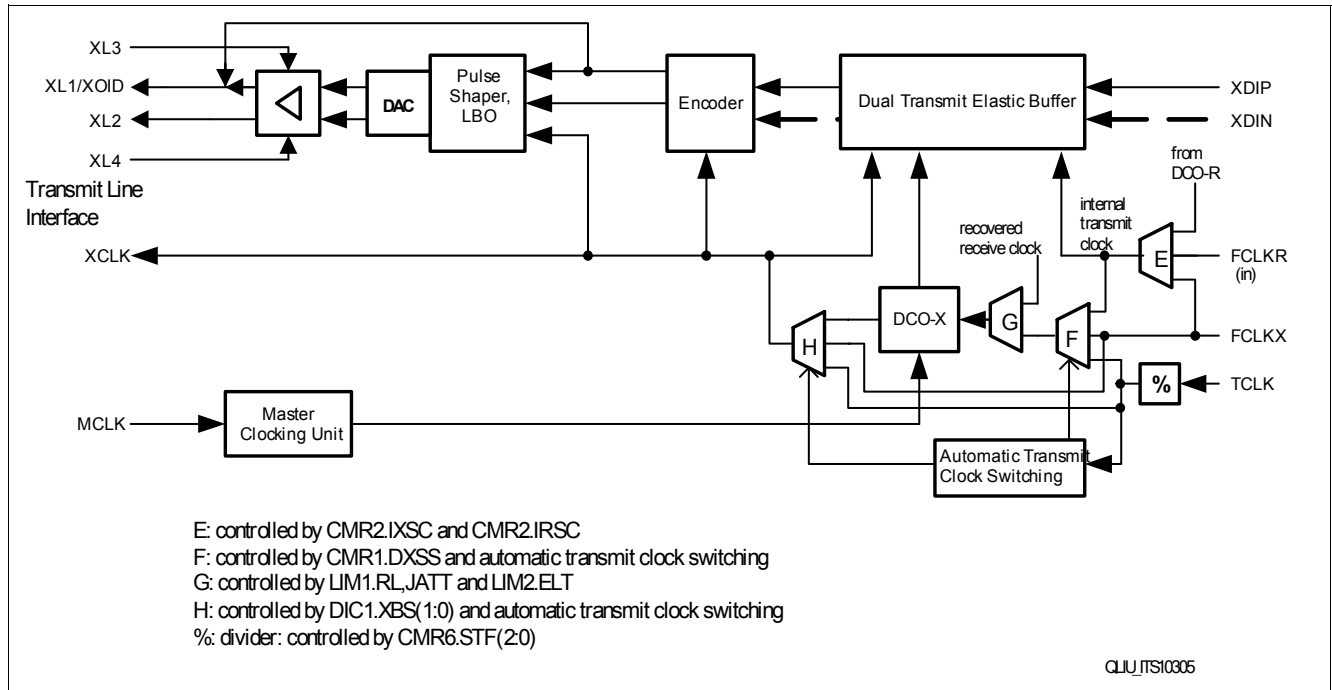 XL3
XL1/XOID
XL2
XL4
Transmit Line
Interface
DAC
Pulse
Shaper,
LBO
Encoder
Dual Transmit Elastic Buffer
XDIP
XDIN
from
DCO-R
internal
transmit
clock
recovered
receive clock
XCLK
E
FCLKR
(in)
DCO-X
G
F
H
FCLKX
%
TCLK
MCLK
Master
Clocking Unit
Automatic Transmit
Clock Switching
E: controlled by CMR2.IXSC and CMR2.IRSC
F: controlled by CMR1.DXSS and automatic transmit clock switching
G: controlled by LIM1.RL,JATT and LIM2.ELT
H: controlled by DIC1.XBS(1:0) and automatic transmit clock switching
%: divider: controlled by CMR6.STF(2:0)
QLIU_ITS10305